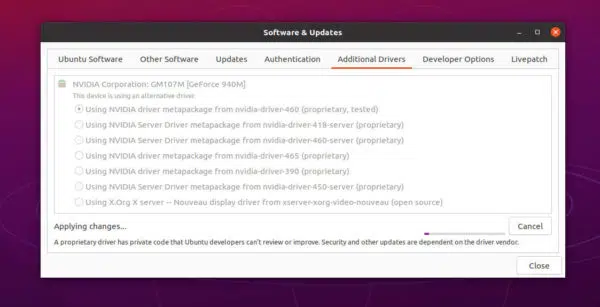 Software & Updates
Ubuntu Software Other Software Updates Authentication Additional Drivers Developer Options Livepatch
NVIDIA Corporation: GM107M [GeForce 940M]
This device is using an alternative driver.
Using NVIDIA driver metapackage from nvidia-driver-460 (proprietary, tested)
Using NVIDIA Server Driver metapackage from nvidia-driver-418-server (proprietary)
Using NVIDIA Server Driver metapackage from nvidia-driver-460-server (proprietary)
Using NVIDIA driver metapackage from nvidia-driver-465 (proprietary)
Using NVIDIA driver metapackage from nvidia-driver-390 (proprietary)
Using NVIDIA Server Driver metapackage from nvidia-driver-450-server (proprietary)
Using X.Org X server -- Nouveau display driver from xserver-xorg-video-nouveau (open source)
Applying changes... Cancel
A proprietary driver has private code that Ubuntu developers can't review or improve. Security and other updates are dependent on the driver vendor.
Close